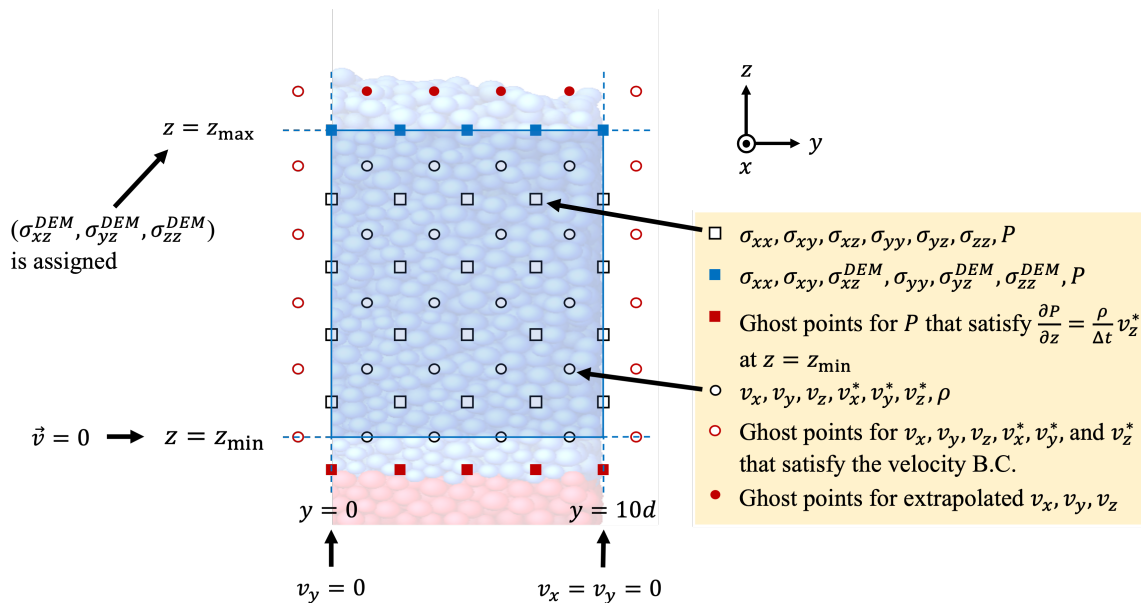 z
y
x
z = z_max
(σ_xz^DEM, σ_yz^DEM, σ_zz^DEM)
is assigned
v⃗ = 0
z = z_min
y = 0
y = 10d
v_y = 0
v_x = v_y = 0
σ_xx, σ_xy, σ_xz, σ_yy, σ_yz, σ_zz, P
σ_xx, σ_xy, σ_xz^DEM, σ_yy, σ_yz^DEM, σ_zz^DEM, P
Ghost points for P that satisfy ∂P/∂z = ρ/Δt v_z^*
at z = z_min
v_x, v_y, v_z, v_x^*, v_y^*, v_z^*, ρ
Ghost points for v_x, v_y, v_z, v_x^*, v_y^*, and v_z^*
that satisfy the velocity B.C.
Ghost points for extrapolated v_x, v_y, v_z